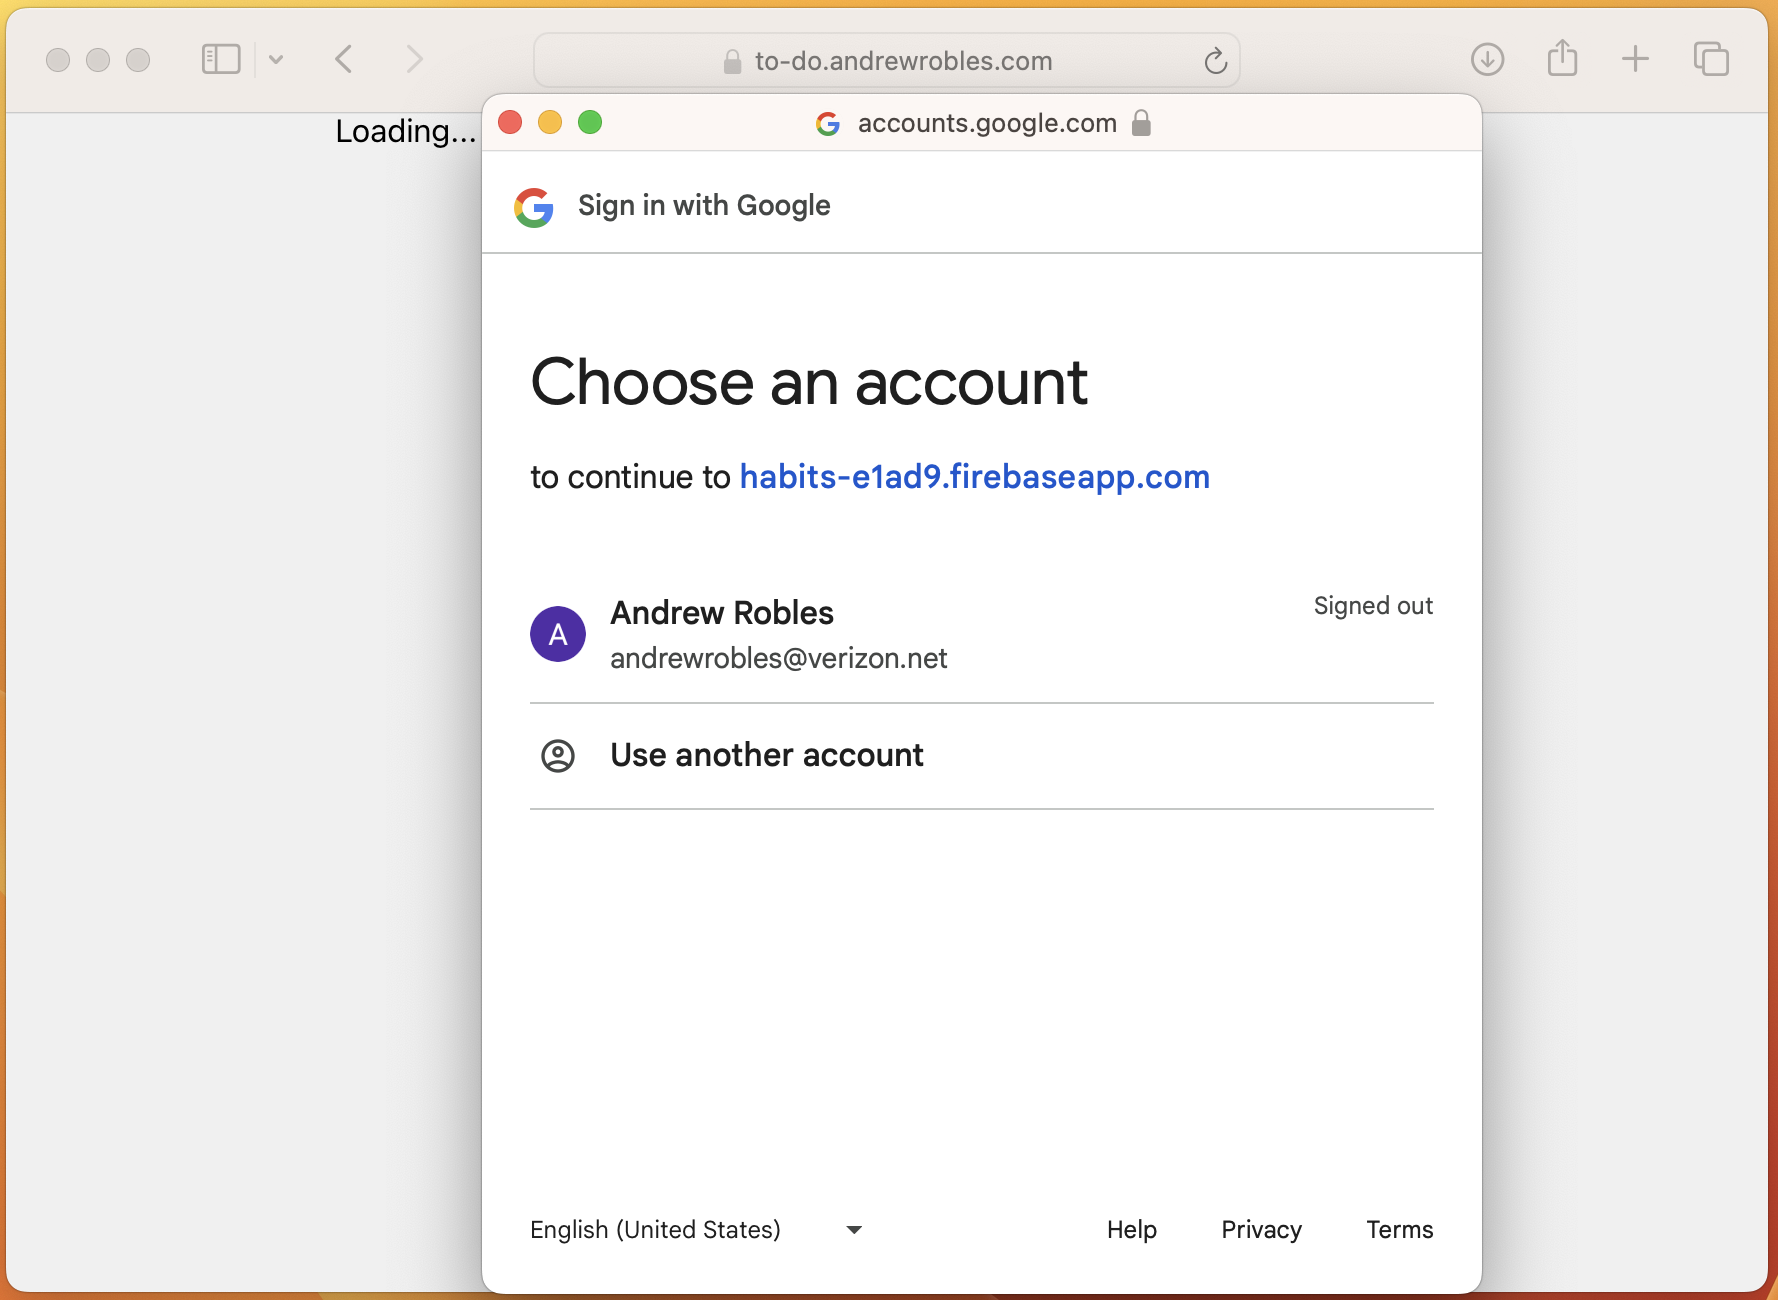 to-do.andrewrobles.com
Loading...
accounts.google.com
Sign in with Google
Choose an account
to continue to habits-e1ad9.firebaseapp.com
A
Andrew Robles
Signed out
andrewrobles@verizon.net
Use another account
English (United States)
Help Privacy Terms